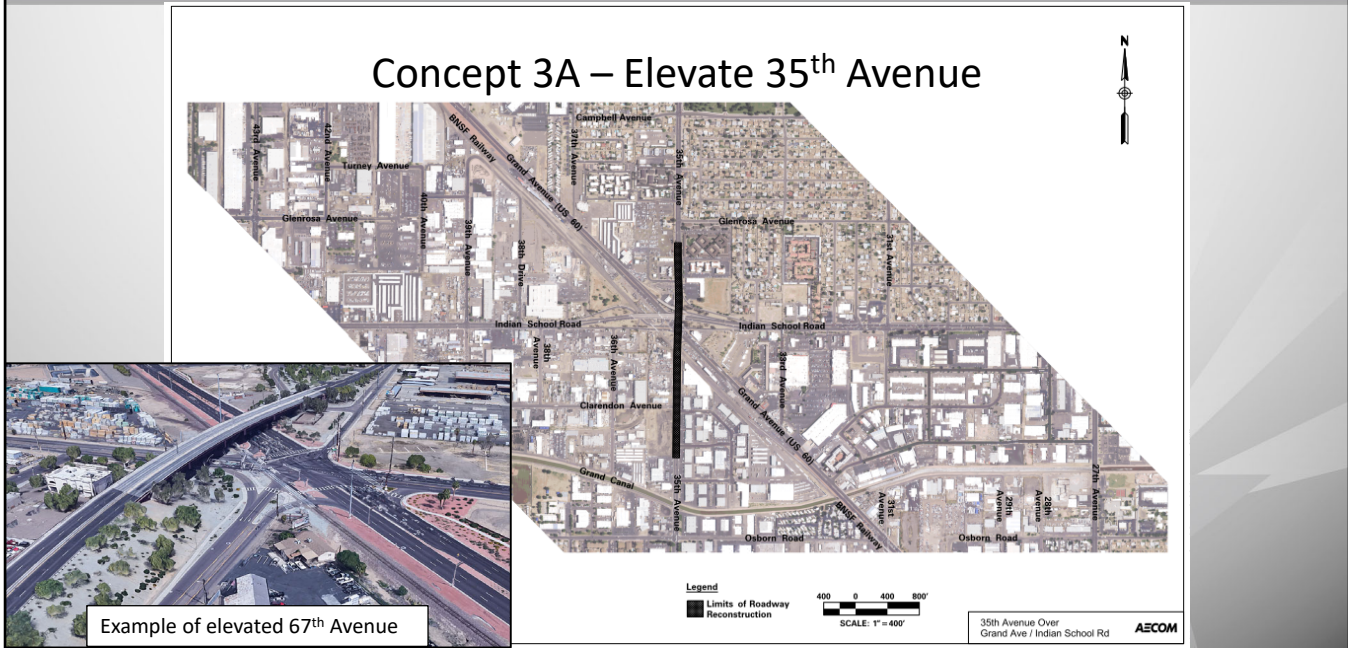 Concept 3A – Elevate 35th Avenue
N
Campbell Avenue
BNSF Railway
43rd Avenue
42nd Avenue
37th Avenue
35th Avenue
Grand Avenue (US 60)
Turney Avenue
40th Avenue
39th Avenue
Glenrosa Avenue
Glenrosa Avenue
38th Drive
31st Avenue
Indian School Road
Indian School Road
38th Avenue
36th Avenue
33rd Avenue
Clarendon Avenue
Grand Avenue (US 60)
Grand Canal
35th Avenue
27th Avenue
31st Avenue
29th Avenue
28th Avenue
BNSF Railway
Osborn Road
Osborn Road
Legend
Limits of Roadway
Reconstruction
400 0 400 800'
SCALE: 1" = 400'
35th Avenue Over
Grand Ave / Indian School Rd
AECOM
Example of elevated 67th Avenue